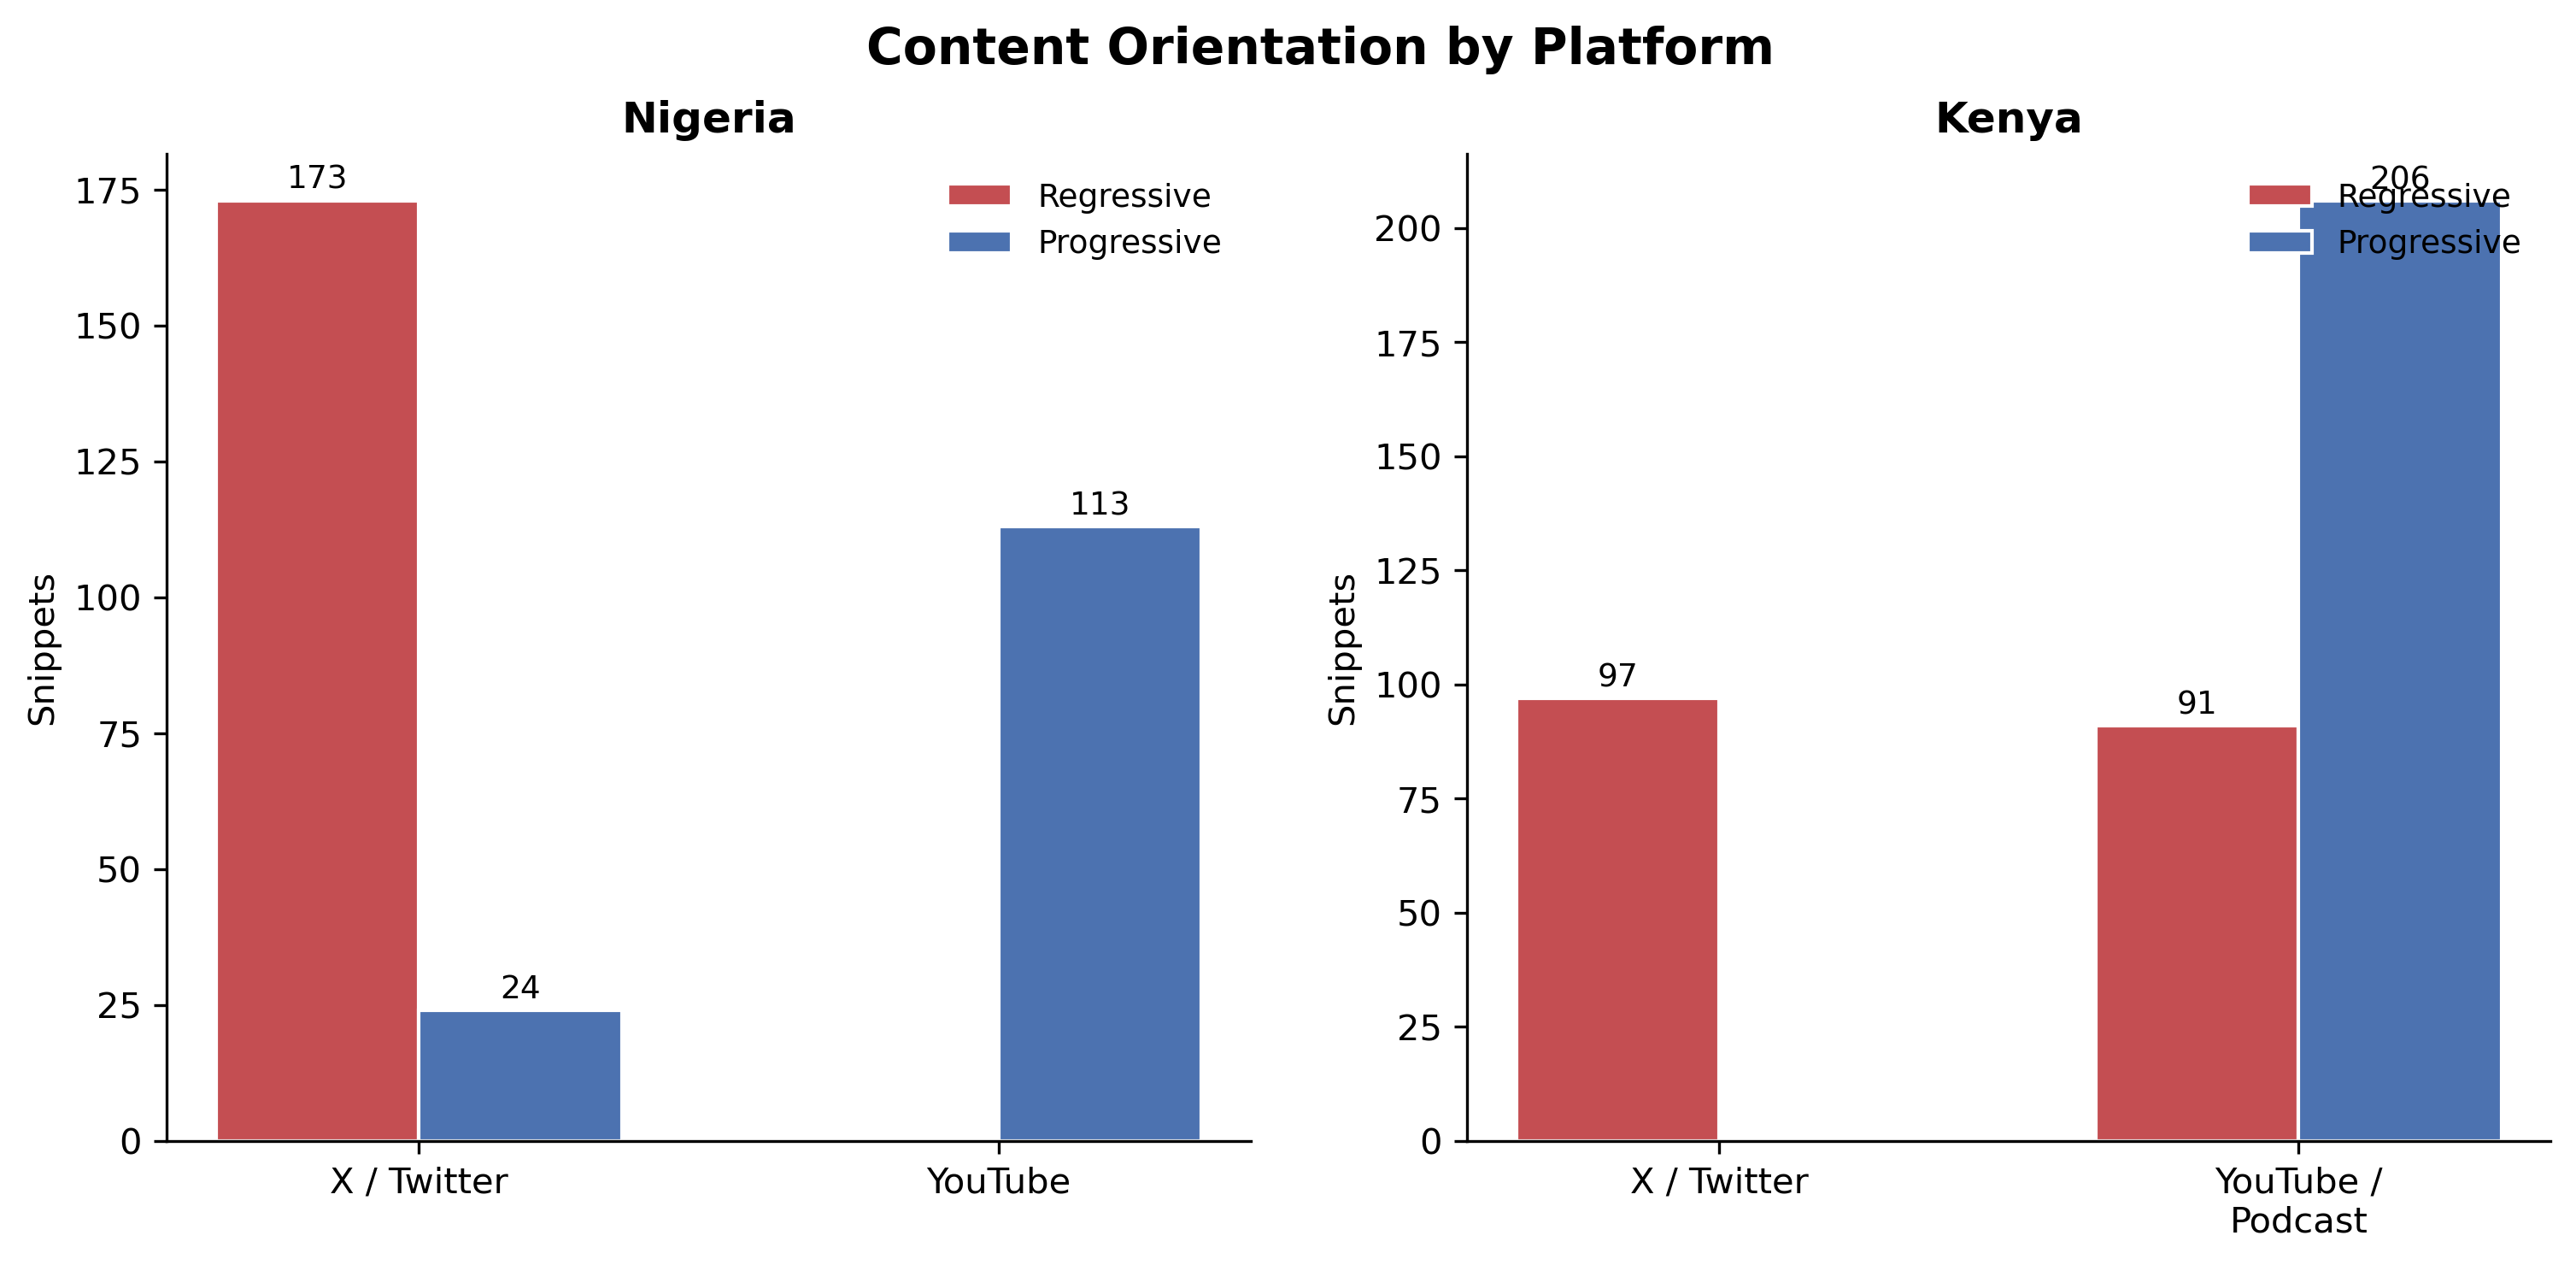 Content Orientation by Platform
Nigeria
173
Regressive
Progressive
175
150
125
113
100
75
50
25
24
0
Snippets
X / Twitter
YouTube
Kenya
206
Regressive
Progressive
200
175
150
125
100
97
91
75
50
25
0
Snippets
X / Twitter
YouTube /
Podcast